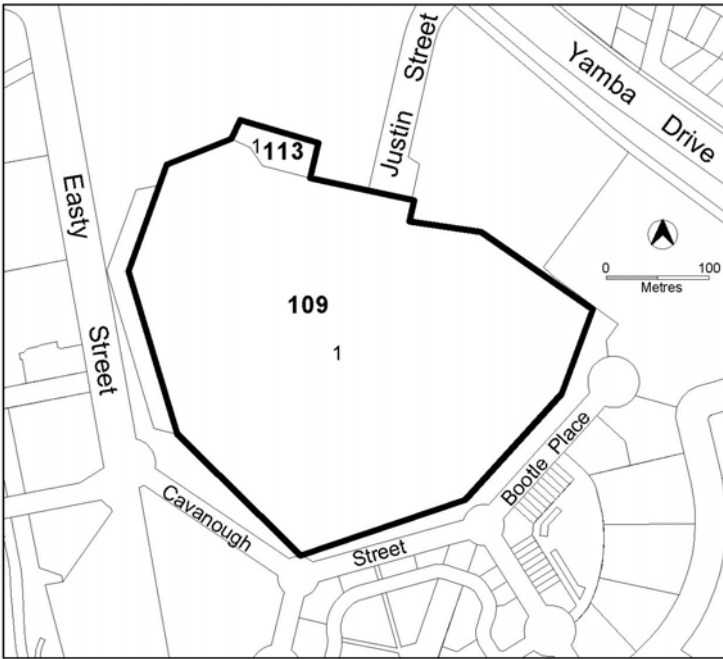 Justin Street
Yamba Drive
1
113
Easty Street
0 100
Metres
109
1
Bootle Place
Cavanough Street